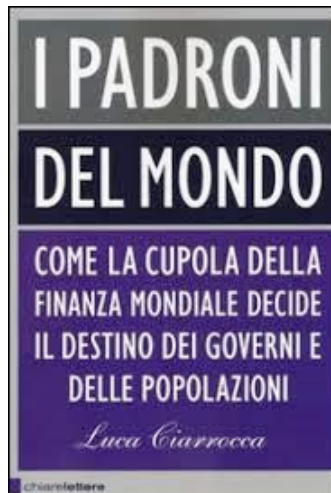 I PADRONI
DEL MONDO
COME LA CUPOLA DELLA
FINANZA MONDIALE DECIDE
IL DESTINO DEI GOVERNI E
DELLE POPOLAZIONI
Luca Ciarrocca
chiarelettere